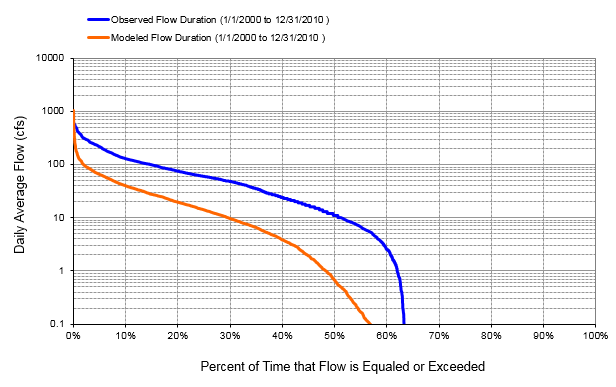 Observed Flow Duration (1/1/2000 to 12/31/2010 )
Modeled Flow Duration (1/1/2000 to 12/31/2010 )
10000
1000
100
10
1
0.1
Daily Average Flow (cfs)
0% 10% 20% 30% 40% 50% 60% 70% 80% 90% 100%
Percent of Time that Flow is Equaled or Exceeded